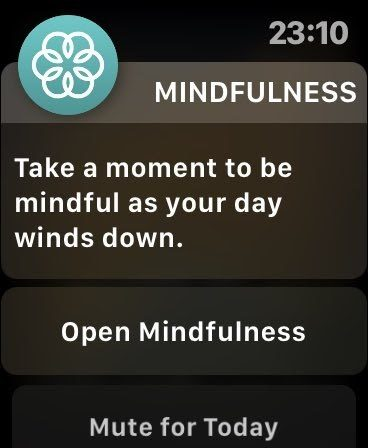 23:10
MINDFULNESS
Take a moment to be
mindful as your day
winds down.
Open Mindfulness
Mute for Today